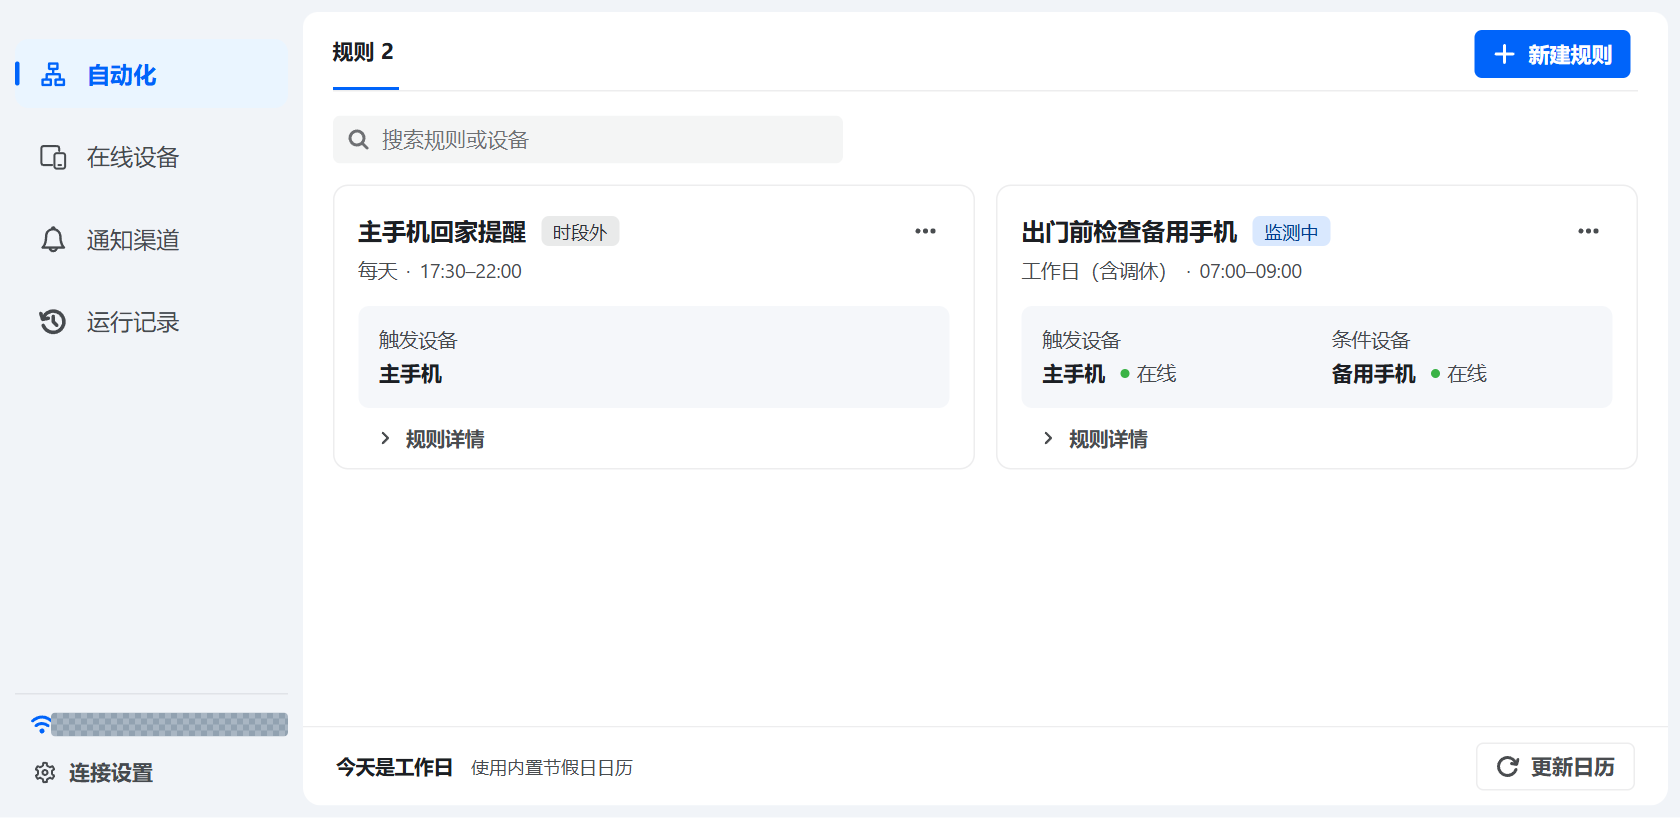 自动化
在线设备
通知渠道
运行记录
连接设置
规则 2
新建规则
搜索规则或设备
主手机回家提醒 时段外
每天 · 17:30–22:00
触发设备
主手机
规则详情
出门前检查备用手机 监测中
工作日（含调休） · 07:00–09:00
触发设备 条件设备
主手机 在线 备用手机 在线
规则详情
今天是工作日 使用内置节假日日历
更新日历